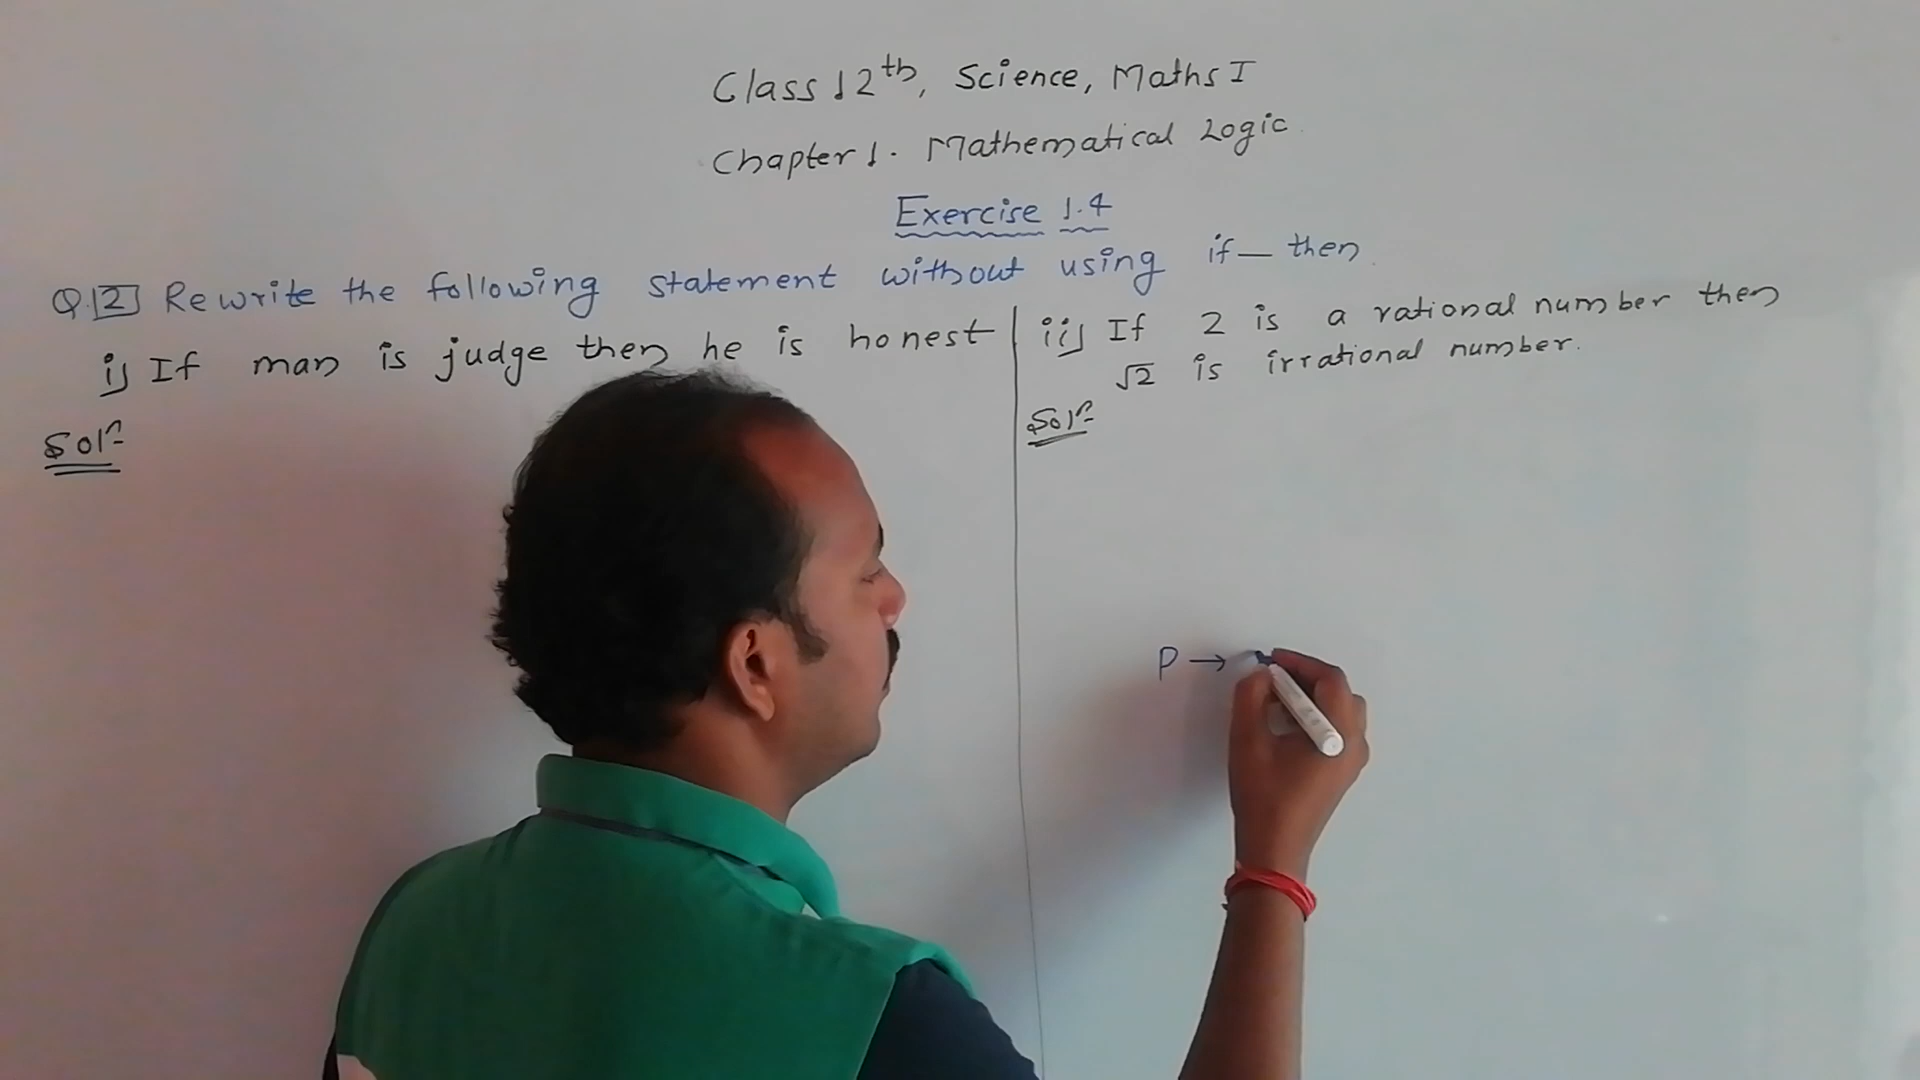 Class 12th, Science, Maths I
Chapter 1. Mathematical Logic
Exercise 1.4
Q.2 Rewrite the following statement without using if — then
i) If man is judge then he is honest
Solⁿ
ii) If 2 is a rational number then
√2 is irrational number.
Solⁿ
P →